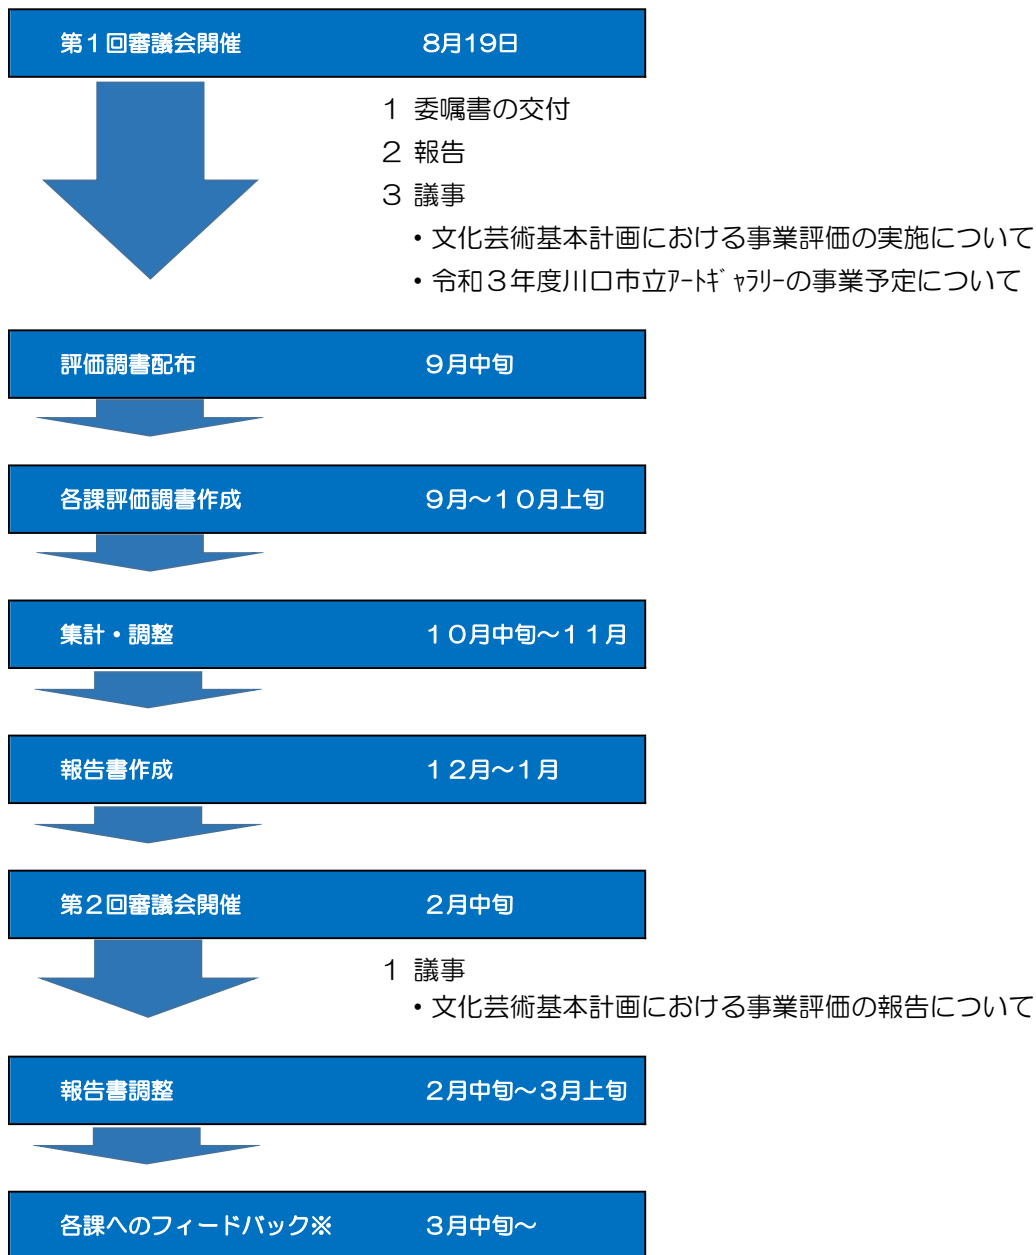 第１回審議会開催 8月19日
１ 委嘱書の交付
２ 報告
３ 議事
・文化芸術基本計画における事業評価の実施について
・令和３年度川口市立ｱｰﾄｷﾞｬﾗﾘｰの事業予定について
評価調書配布 ９月中旬
各課評価調書作成 ９月～１０月上旬
集計・調整 １０月中旬～１１月
報告書作成 １２月～１月
第２回審議会開催 ２月中旬
１ 議事
・文化芸術基本計画における事業評価の報告について
報告書調整 ２月中旬～３月上旬
各課へのフィードバック※ ３月中旬～